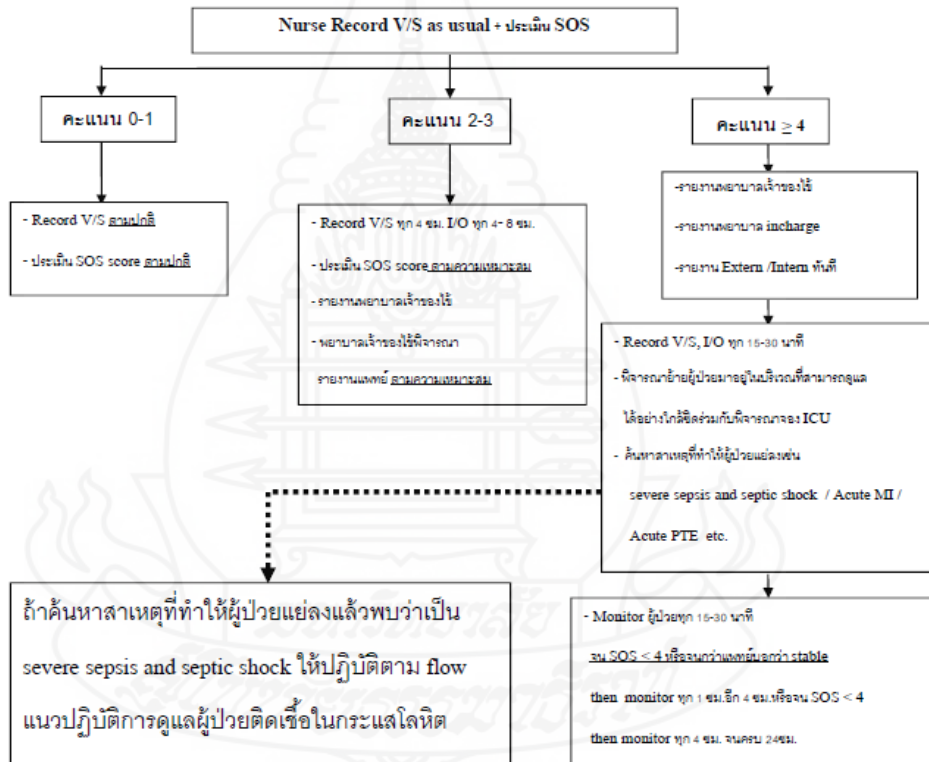 Nurse Record V/S as usual + ประเมิน SOS
คะแนน 0-1
คะแนน 2-3
คะแนน ≥ 4
- Record V/S ตามปกติ
- ประเมิน SOS score ตามปกติ
- Record V/S ทุก 4 ชม. I/O ทุก 4- 8 ชม.
- ประเมิน SOS score ตามความเหมาะสม
- รายงานพยาบาลเจ้าของไข้
- พยาบาลเจ้าของไข้พิจารณา
รายงานแพทย์ ตามความเหมาะสม
-รายงานพยาบาลเจ้าของไข้
-รายงานพยาบาล incharge
-รายงาน Extern /Intern ทันที
- Record V/S, I/O ทุก 15-30 นาที
- พิจารณาย้ายผู้ป่วยมาอยู่ในบริเวณที่สามารถดูแล
ได้อย่างใกล้ชิดร่วมกับพิจารณาจอง ICU
- ค้นหาสาเหตุที่ทำให้ผู้ป่วยแย่ลงเช่น
severe sepsis and septic shock / Acute MI /
Acute PTE etc.
ถ้าค้นหาสาเหตุที่ทำให้ผู้ป่วยแย่ลงแล้วพบว่าเป็น
severe sepsis and septic shock ให้ปฏิบัติตาม flow
แนวปฏิบัติการดูแลผู้ป่วยติดเชื้อในกระแสโลหิต
- Monitor ผู้ป่วยทุก 15-30 นาที
จน SOS < 4 หรือจนกว่าแพทย์บอกว่า stable
then monitor ทุก 1 ชม.อีก 4 ชม.หรือจน SOS < 4
then monitor ทุก 4 ชม. จนครบ 24ชม.